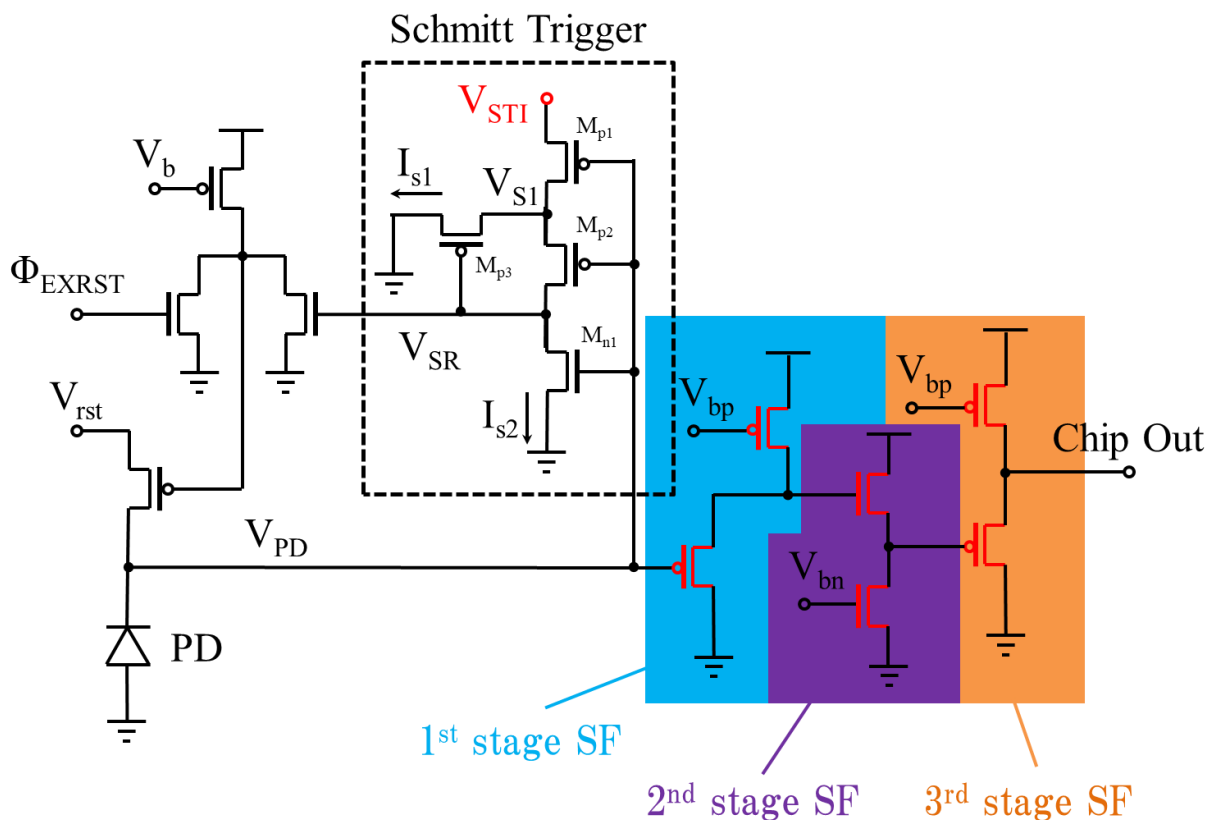 Schmitt Trigger
V_STI
M_p1
V_b
I_s1
V_S1
M_p2
Φ_EXRST
M_p3
V_SR
M_n1
V_rst
I_s2
V_bp
V_bp
Chip Out
V_PD
V_bn
PD
1st stage SF
2nd stage SF
3rd stage SF